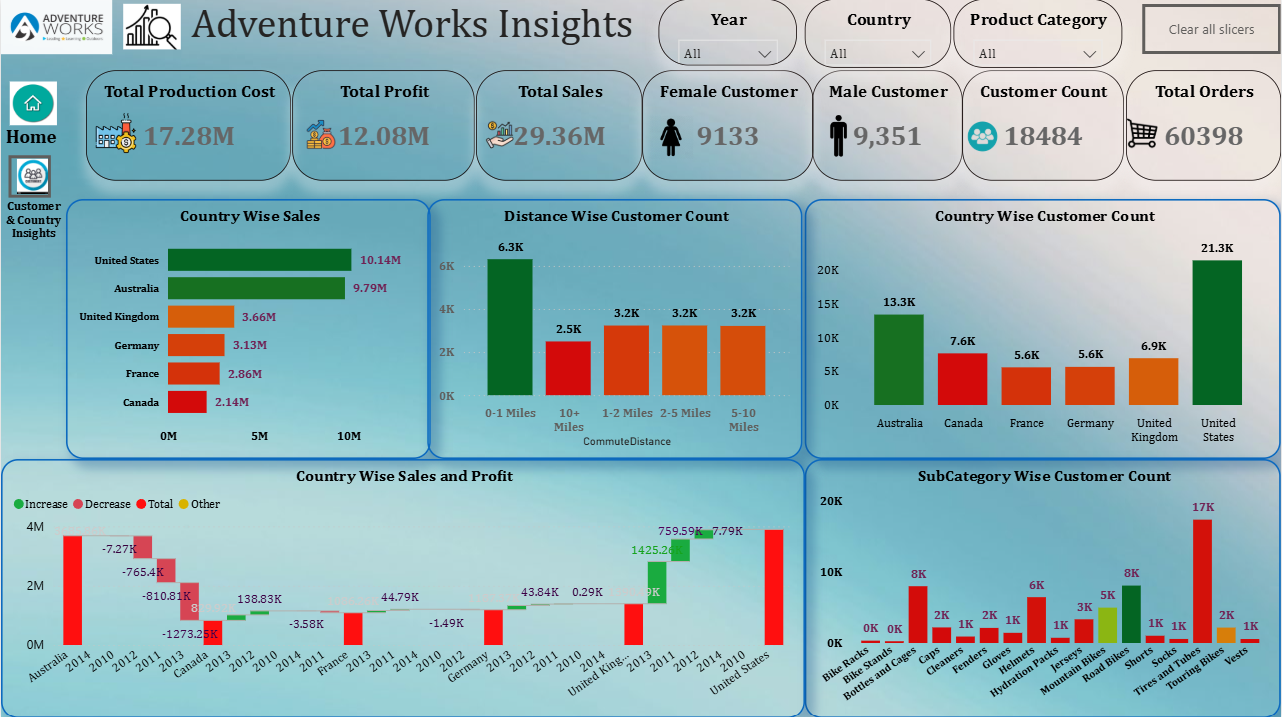 ADVENTURE
WORKS
Adventure Works Insights
Year
All
Country
All
Product Category
All
Clear all slicers
Home
Customer
& Country
Insights
Total Production Cost
17.28M
Total Profit
12.08M
Total Sales
29.36M
Female Customer
9133
Male Customer
9,351
Customer Count
18484
Total Orders
60398
Country Wise Sales
United States
10.14M
Australia
9.79M
United Kingdom
3.66M
Germany
3.13M
France
2.86M
Canada
2.14M
0M 5M 10M
Distance Wise Customer Count
6K
4K
2K
0K
6.3K
2.5K
3.2K
3.2K
3.2K
0-1 Miles
10+
Miles
1-2 Miles
2-5 Miles
5-10
Miles
CommuteDistance
Country Wise Customer Count
20K
15K
10K
5K
0K
13.3K
7.6K
5.6K
5.6K
6.9K
21.3K
Australia
Canada
France
Germany
United
Kingdom
United
States
Country Wise Sales and Profit
Increase Decrease Total Other
4M
2M
0M
-7.27K
-765.4K
-810.81K
-1273.25K
138.83K
-3.58K
44.79K
-1.49K
43.84K
0.29K
1425.26K
759.59K
7.79K
Australia
2014
2010
2012
2011
2013
Canada
2013
2012
2010
2014
2011
France
2013
2011
2014
2010
2012
Germany
2013
2012
2011
2010
2014
United King...
2013
2011
2012
2014
2010
United States
SubCategory Wise Customer Count
20K
10K
0K
0K
0K
8K
2K
1K
2K
1K
6K
1K
3K
5K
8K
1K
1K
17K
2K
1K
Bike Racks
Bike Stands
Bottles and Cages
Caps
Cleaners
Fenders
Gloves
Helmets
Hydration Packs
Jerseys
Mountain Bikes
Road Bikes
Shorts
Socks
Tires and Tubes
Touring Bikes
Vests